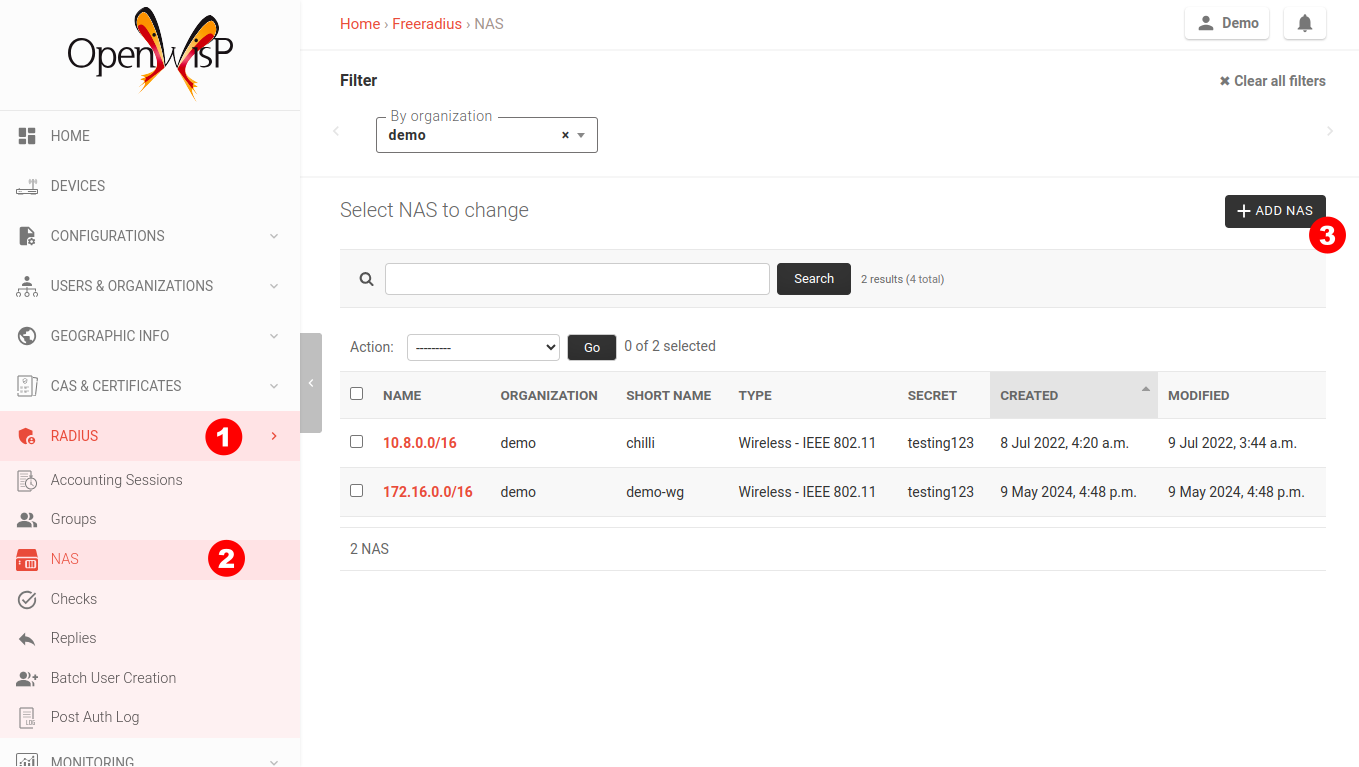 OpenWisP
Home › Freeradius › NAS
Demo
Filter
✖ Clear all filters
By organization
demo × 
HOME
DEVICES
CONFIGURATIONS
USERS & ORGANIZATIONS
GEOGRAPHIC INFO
CAS & CERTIFICATES
RADIUS 1
Accounting Sessions
Groups
NAS 2
Checks
Replies
Batch User Creation
LOG
Post Auth Log
MONITORING
Select NAS to change
+ ADD NAS
3
Search 2 results (4 total)
Action: --------- Go 0 of 2 selected
NAME ORGANIZATION SHORT NAME TYPE SECRET CREATED MODIFIED
10.8.0.0/16 demo chilli Wireless - IEEE 802.11 testing123 8 Jul 2022, 4:20 a.m. 9 Jul 2022, 3:44 a.m.
172.16.0.0/16 demo demo-wg Wireless - IEEE 802.11 testing123 9 May 2024, 4:48 p.m. 9 May 2024, 4:48 p.m.
2 NAS